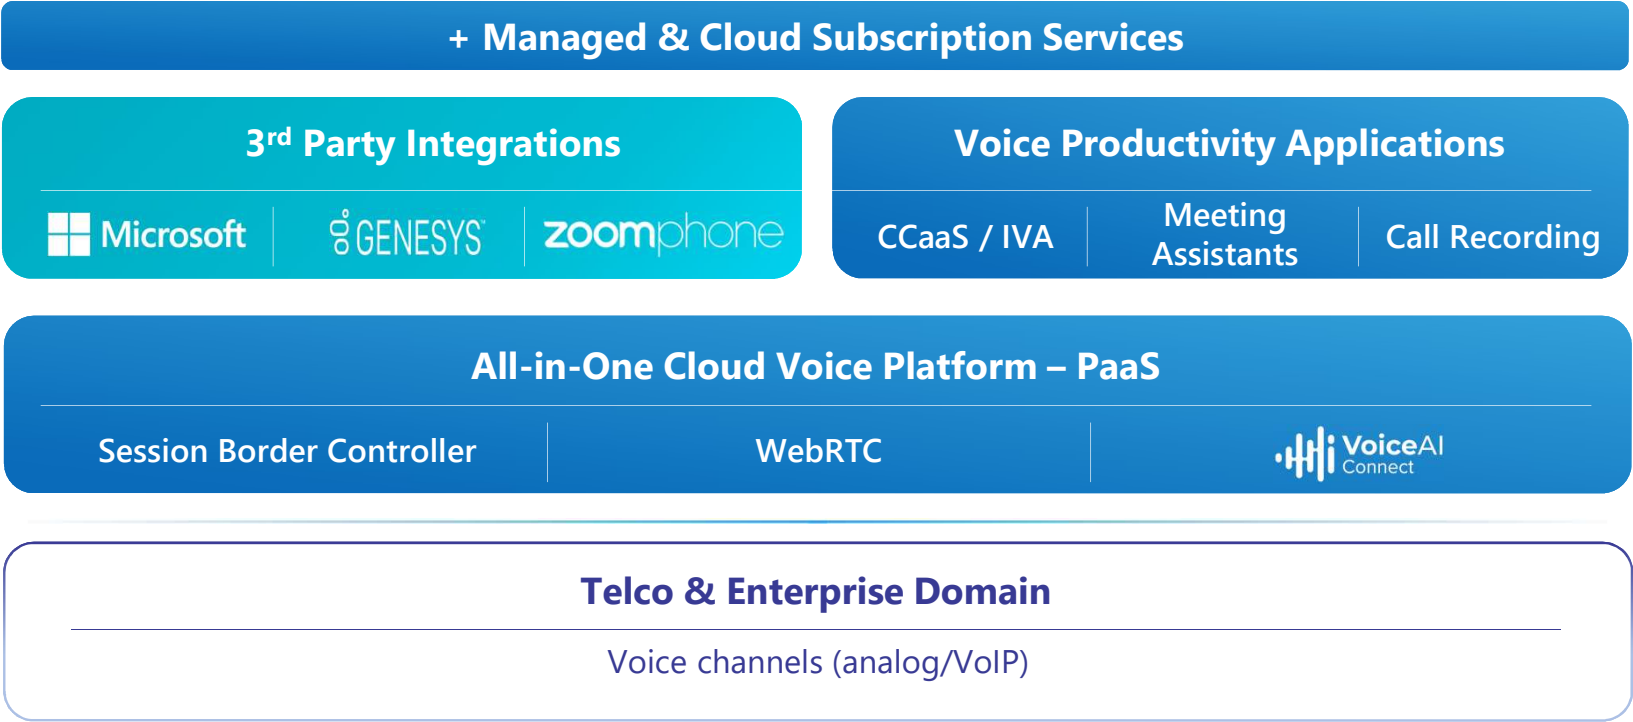 + Managed & Cloud Subscription Services
3rd Party Integrations
Microsoft
GENESYS™
zoomphone
Voice Productivity Applications
CCaaS / IVA
Meeting
Assistants
Call Recording
All-in-One Cloud Voice Platform – PaaS
Session Border Controller
WebRTC
VoiceAI
Connect
Telco & Enterprise Domain
Voice channels (analog/VoIP)